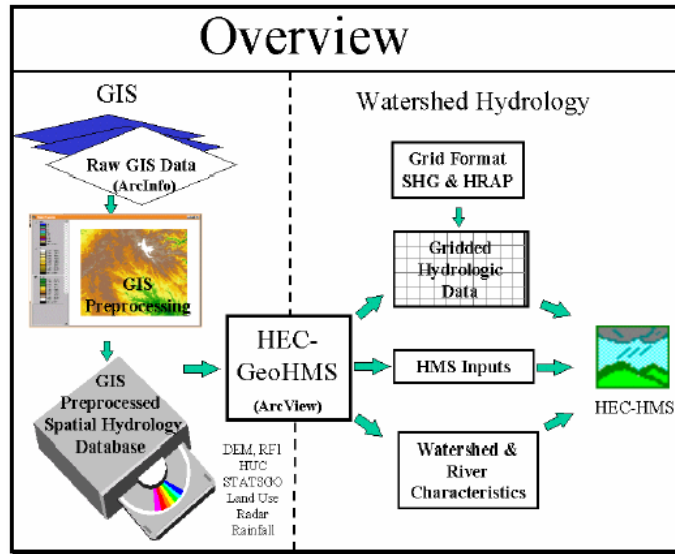 Overview
GIS
Raw GIS Data
(ArcInfo)
GIS
Preprocessing
GIS
Preprocessed
Spatial Hydrology
Database
DEM, RF1
HUC
STATSGO
Land Use
Radar
Rainfall
HEC-
GeoHMS
(ArcView)
Watershed Hydrology
Grid Format
SHG & HRAP
Gridded
Hydrologic
Data
HMS Inputs
Watershed &
River
Characteristics
HEC-HMS